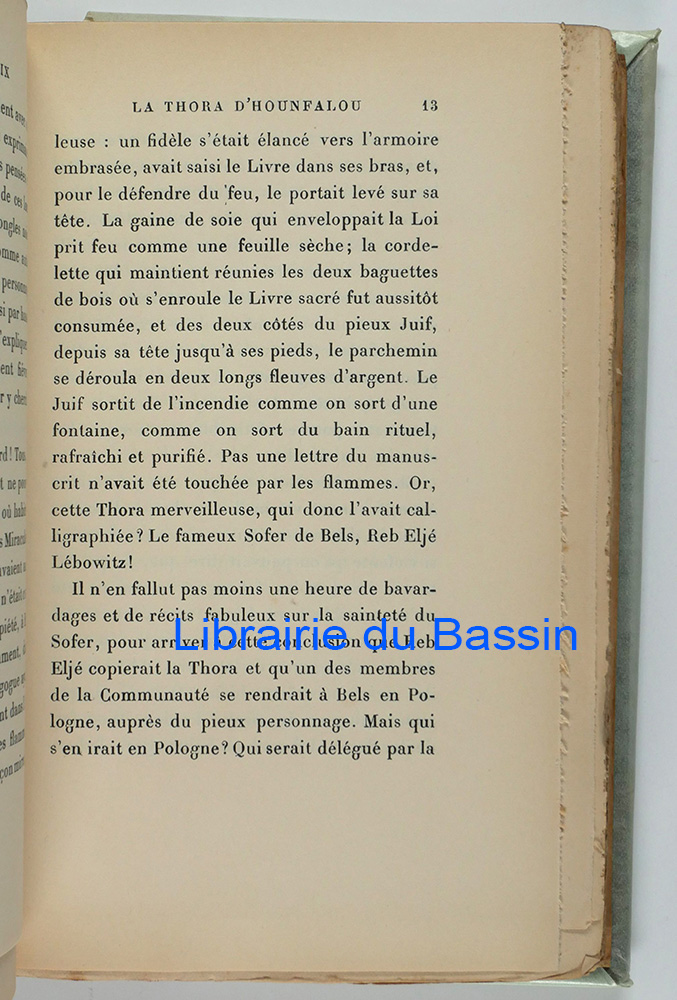 LA THORA D'HOUNFALOU 13
leuse : un fidèle s'était élancé vers l'armoire
embrasée, avait saisi le Livre dans ses bras, et,
pour le défendre du 'feu, le portait levé sur sa
tête. La gaine de soie qui enveloppait la Loi
prit feu comme une feuille sèche; la corde-
lette qui maintient réunies les deux baguettes
de bois où s'enroule le Livre sacré fut aussitôt
consumée, et des deux côtés du pieux Juif,
depuis sa tête jusqu'à ses pieds, le parchemin
se déroula en deux longs fleuves d'argent. Le
Juif sortit de l'incendie comme on sort d'une
fontaine, comme on sort du bain rituel,
rafraîchi et purifié. Pas une lettre du manus-
crit n'avait été touchée par les flammes. Or,
cette Thora merveilleuse, qui donc l'avait cal-
ligraphiée? Le fameux Sofer de Bels, Reb Eljé
Lébowitz!
Il n'en fallut pas moins une heure de bavar-
dages et de récits fabuleux sur la sainteté du
Sofer, pour arriver à cette conclusion que Reb
Librairie du Bassin
Eljé copierait la Thora et qu'un des membres
de la Communauté se rendrait à Bels en Po-
logne, auprès du pieux personnage. Mais qui
s'en irait en Pologne? Qui serait délégué par la